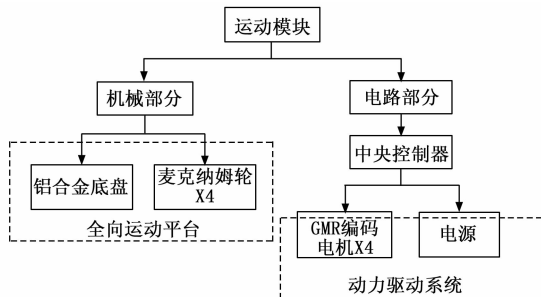 运动模块
机械部分
电路部分
中央控制器
铝合金底盘
麦克纳姆轮
X4
全向运动平台
GMR编码
电机X4
电源
动力驱动系统